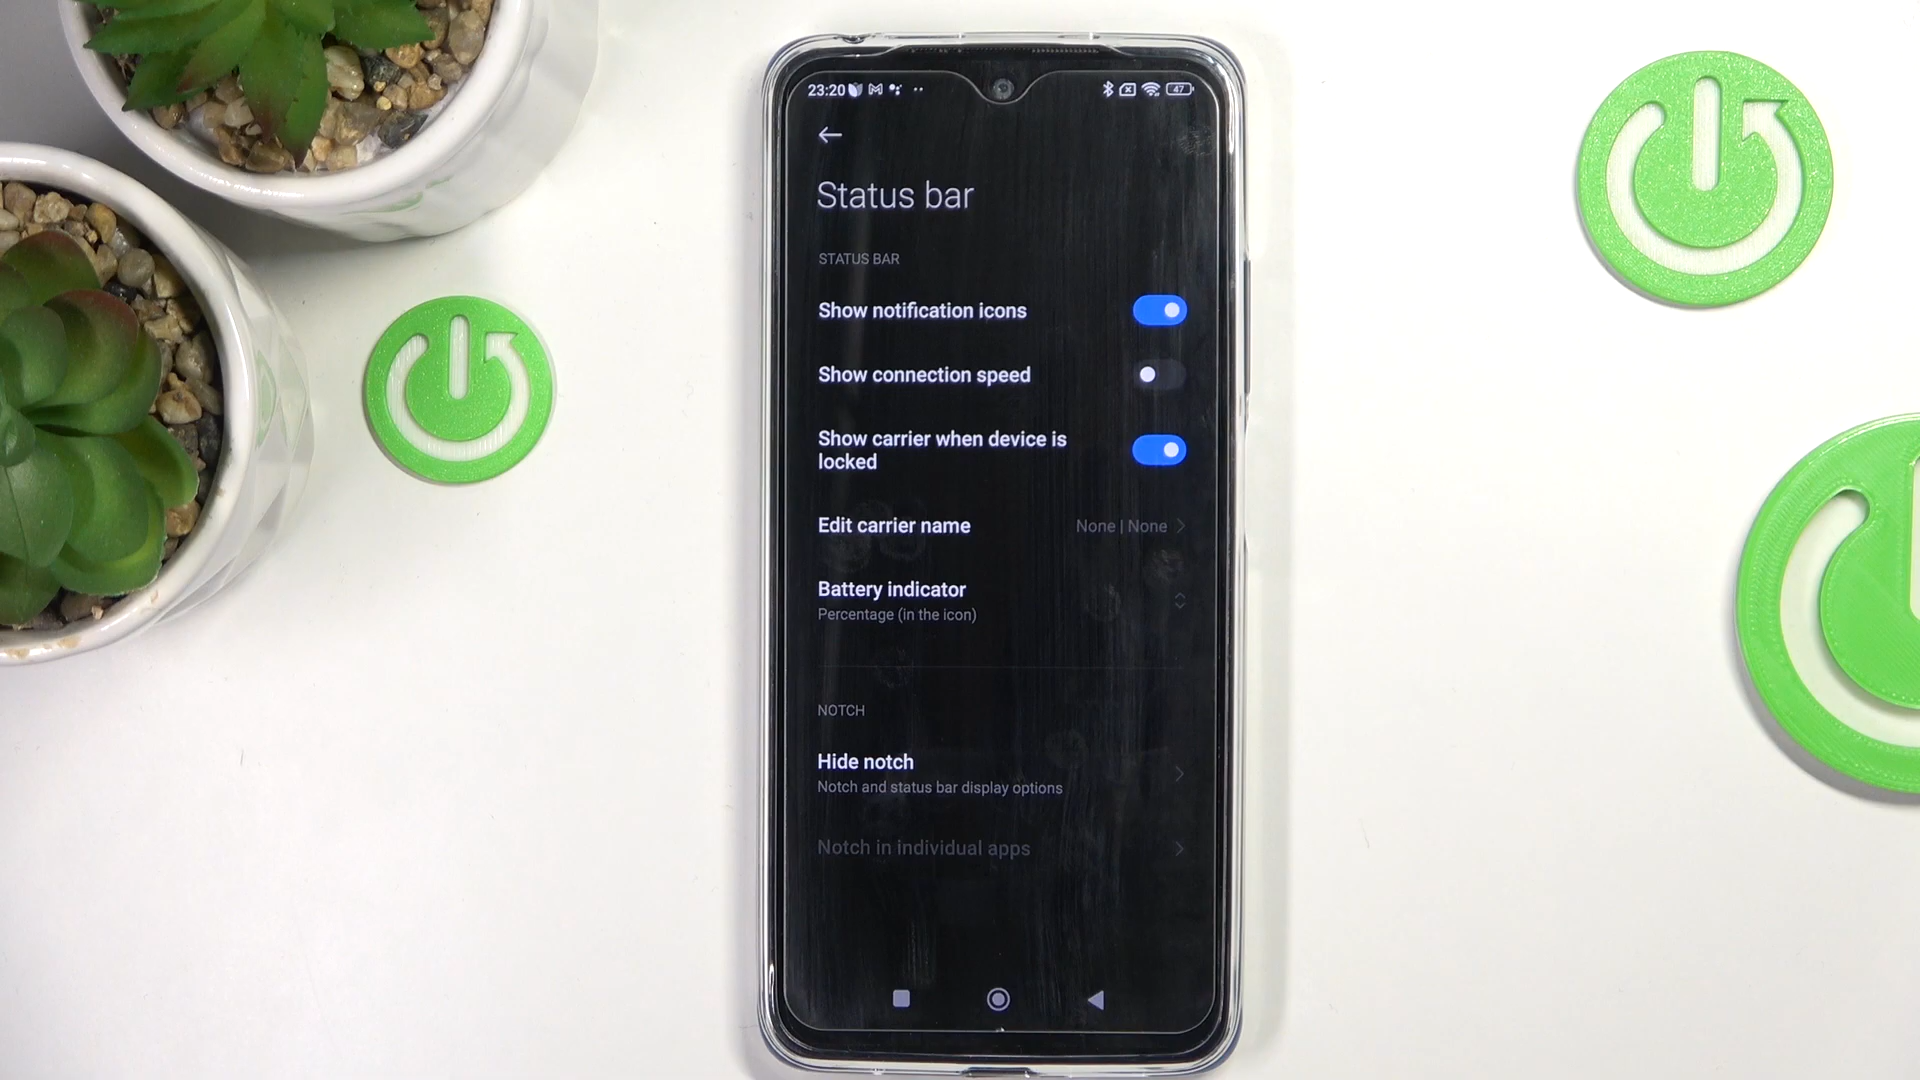 23:20
47
Status bar
STATUS BAR
Show notification icons
Show connection speed
Show carrier when device is
locked
Edit carrier name
None | None
Battery indicator
Percentage (in the icon)
NOTCH
Hide notch
Notch and status bar display options
Notch in individual apps